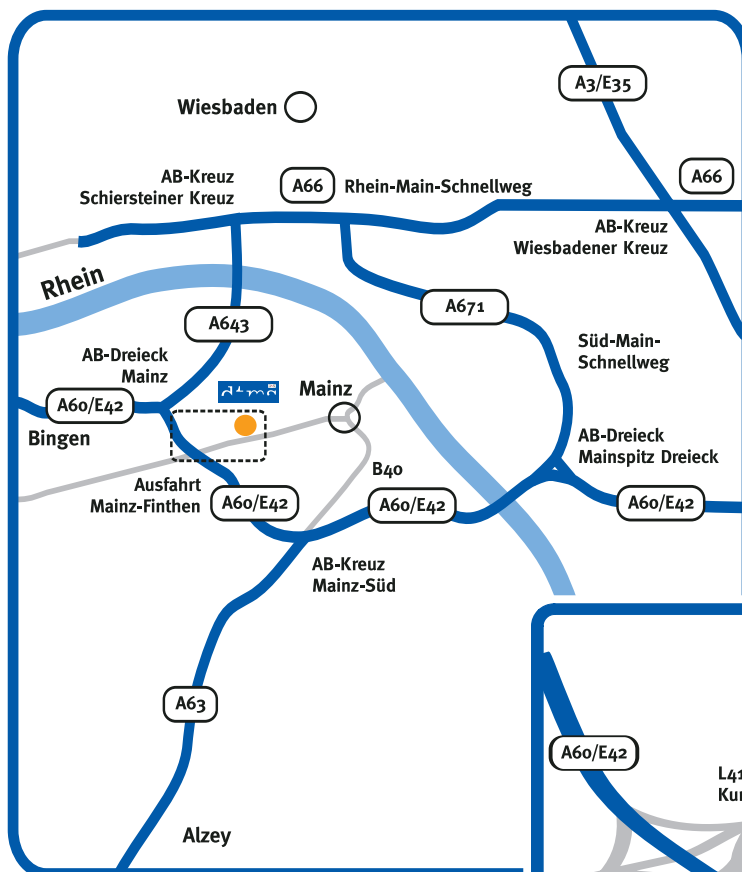 A3/E35
Wiesbaden
AB-Kreuz
Schiersteiner Kreuz
A66
Rhein-Main-Schnellweg
A66
AB-Kreuz
Wiesbadener Kreuz
Rhein
A643
A671
AB-Dreieck
Mainz
Süd-Main-
Schnellweg
A60/E42
Bingen
Mainz
AB-Dreieck
Mainspitz Dreieck
B40
Ausfahrt
Mainz-Finthen
A60/E42
A60/E42
A60/E42
AB-Kreuz
Mainz-Süd
A63
A60/E42
L41
Alzey